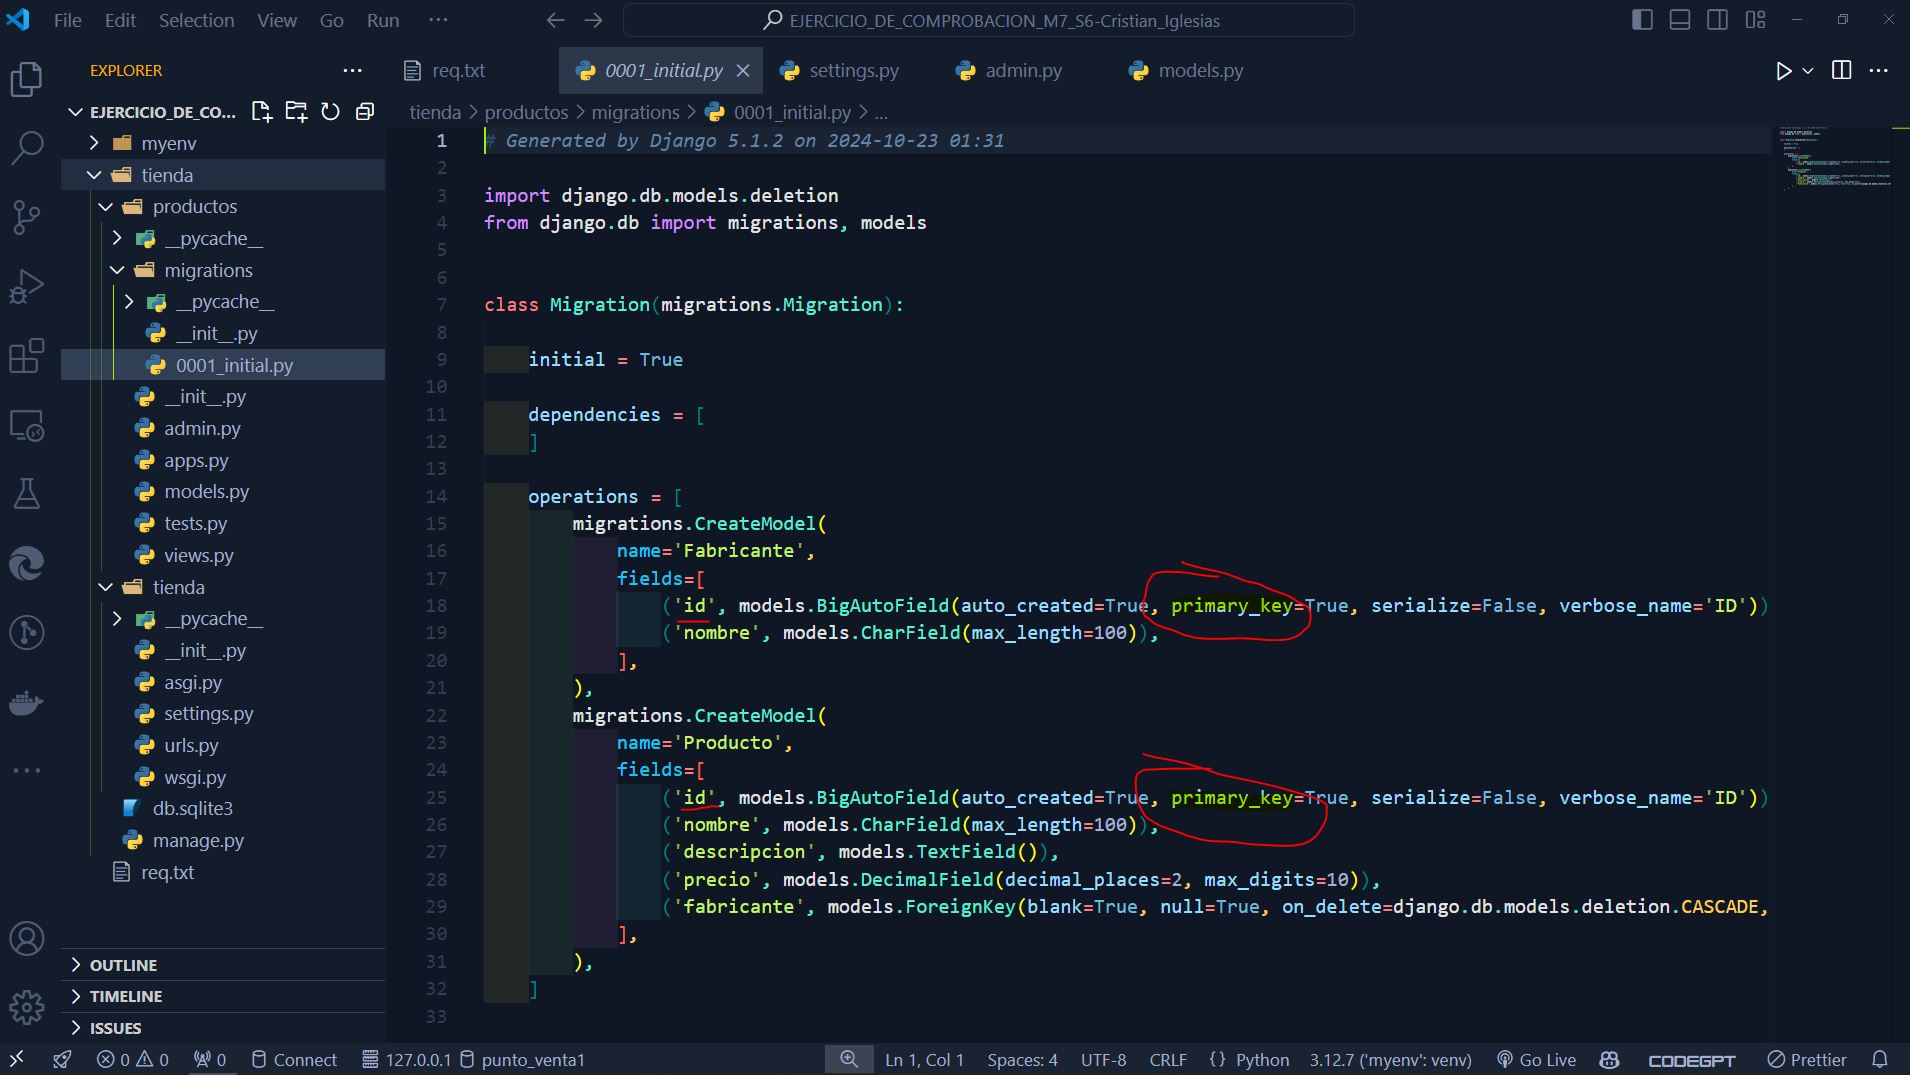 File Edit Selection View Go Run ...
EJERCICIO_DE_COMPROBACION_M7_S6-Cristian_Iglesias
EXPLORER
EJERCICIO_DE_CO...
myenv
tienda
productos
__pycache__
migrations
__pycache__
__init__.py
0001_initial.py
__init__.py
admin.py
apps.py
models.py
tests.py
views.py
tienda
__pycache__
__init__.py
asgi.py
settings.py
urls.py
wsgi.py
db.sqlite3
manage.py
req.txt
OUTLINE
TIMELINE
ISSUES
req.txt 0001_initial.py settings.py admin.py models.py
tienda > productos > migrations > 0001_initial.py > ...
1 # Generated by Django 5.1.2 on 2024-10-23 01:31
2
3 import django.db.models.deletion
4 from django.db import migrations, models
5
6
7 class Migration(migrations.Migration):
8
9     initial = True
10
11     dependencies = [
12     ]
13
14     operations = [
15         migrations.CreateModel(
16             name='Fabricante',
17             fields=[
18                 ('id', models.BigAutoField(auto_created=True, primary_key=True, serialize=False, verbose_name='ID'))
19                 ('nombre', models.CharField(max_length=100)),
20             ],
21         ),
22         migrations.CreateModel(
23             name='Producto',
24             fields=[
25                 ('id', models.BigAutoField(auto_created=True, primary_key=True, serialize=False, verbose_name='ID'))
26                 ('nombre', models.CharField(max_length=100)),
27                 ('descripcion', models.TextField()),
28                 ('precio', models.DecimalField(decimal_places=2, max_digits=10)),
29                 ('fabricante', models.ForeignKey(blank=True, null=True, on_delete=django.db.models.deletion.CASCADE,
30             ],
31         ),
32     ]
33
0 0 0 Connect 127.0.0.1 punto_venta1 Ln 1, Col 1 Spaces: 4 UTF-8 CRLF {} Python 3.12.7 ('myenv': venv) Go Live CODEGPT Prettier